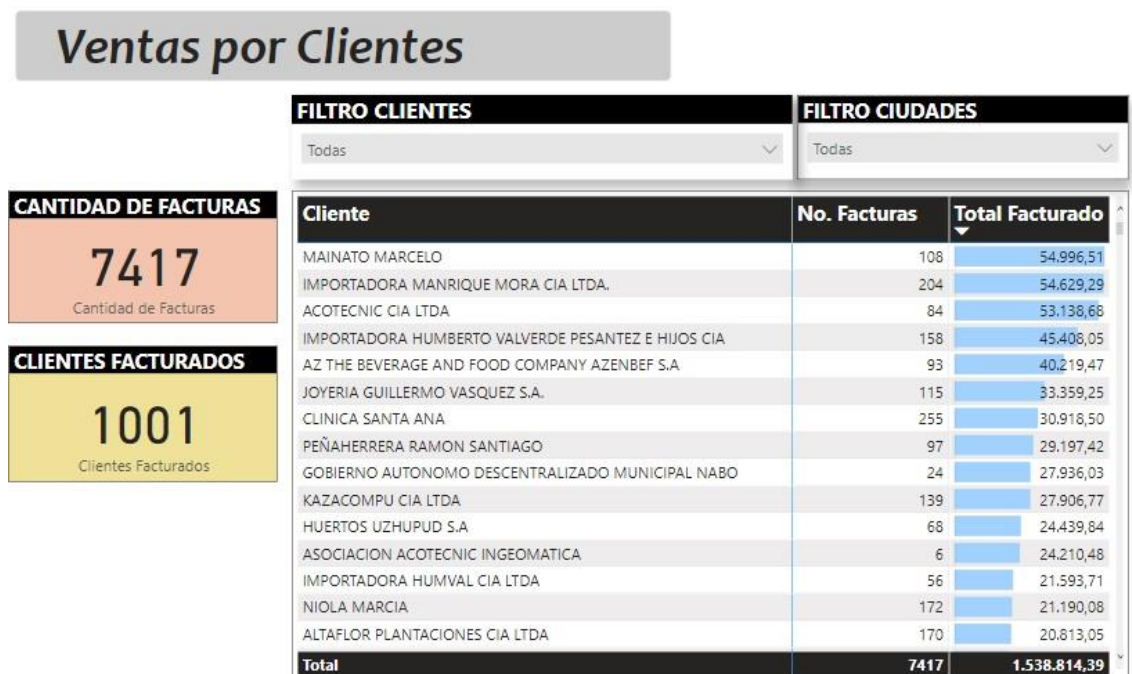 Ventas por Clientes
FILTRO CLIENTES
Todas
FILTRO CIUDADES
Todas
CANTIDAD DE FACTURAS
7417
Cantidad de Facturas
CLIENTES FACTURADOS
1001
Clientes Facturados
Cliente No. Facturas Total Facturado
MAINATO MARCELO 108 54.996,51
IMPORTADORA MANRIQUE MORA CIA LTDA. 204 54.629,29
ACOTECNIC CIA LTDA 84 53.138,68
IMPORTADORA HUMBERTO VALVERDE PESANTEZ E HIJOS CIA 158 45.408,05
AZ THE BEVERAGE AND FOOD COMPANY AZENBEF S.A 93 40.219,47
JOYERIA GUILLERMO VASQUEZ S.A. 115 33.359,25
CLINICA SANTA ANA 255 30.918,50
PEÑAHERRERA RAMON SANTIAGO 97 29.197,42
GOBIERNO AUTONOMO DESCENTRALIZADO MUNICIPAL NABO 24 27.936,03
KAZACOMPU CIA LTDA 139 27.906,77
HUERTOS UZHUPUD S.A 68 24.439,84
ASOCIACION ACOTECNIC INGEOMATICA 6 24.210,48
IMPORTADORA HUMVAL CIA LTDA 56 21.593,71
NIOLA MARCIA 172 21.190,08
ALTAFLOR PLANTACIONES CIA LTDA 170 20.813,05
Total 7417 1.538.814,39